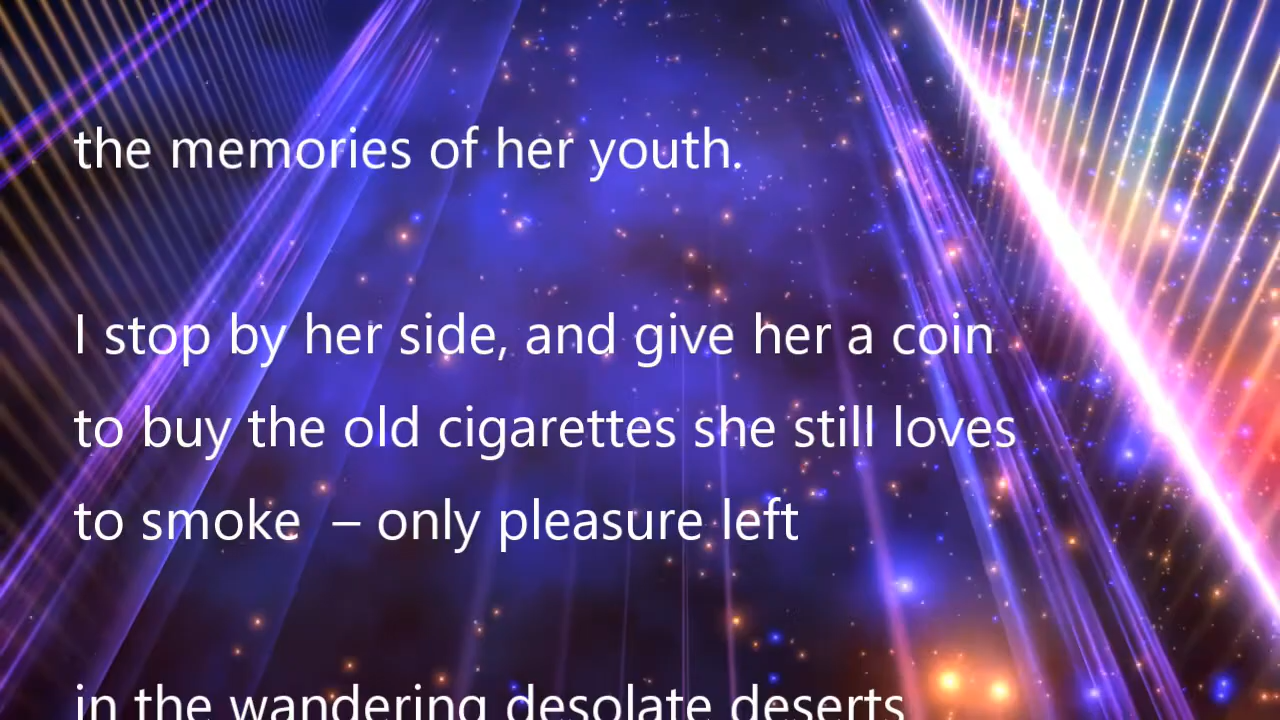 the memories of her youth.
I stop by her side, and give her a coin
to buy the old cigarettes she still loves
to smoke  – only pleasure left
in the wandering desolate deserts